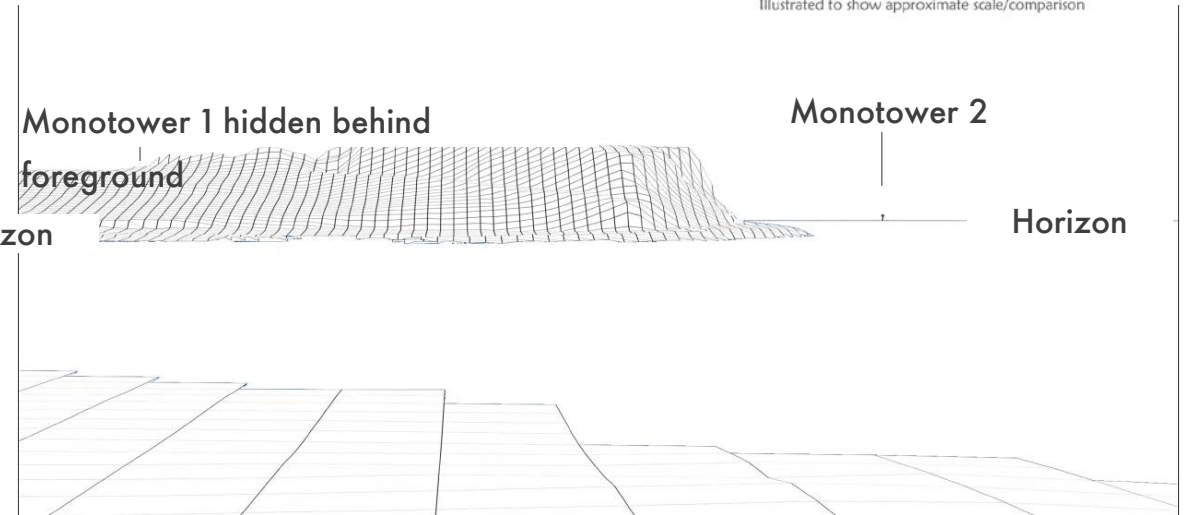 Illustrated to show approximate scale/comparison
Monotower 1 hidden behind
foreground
Monotower 2
zon
Horizon